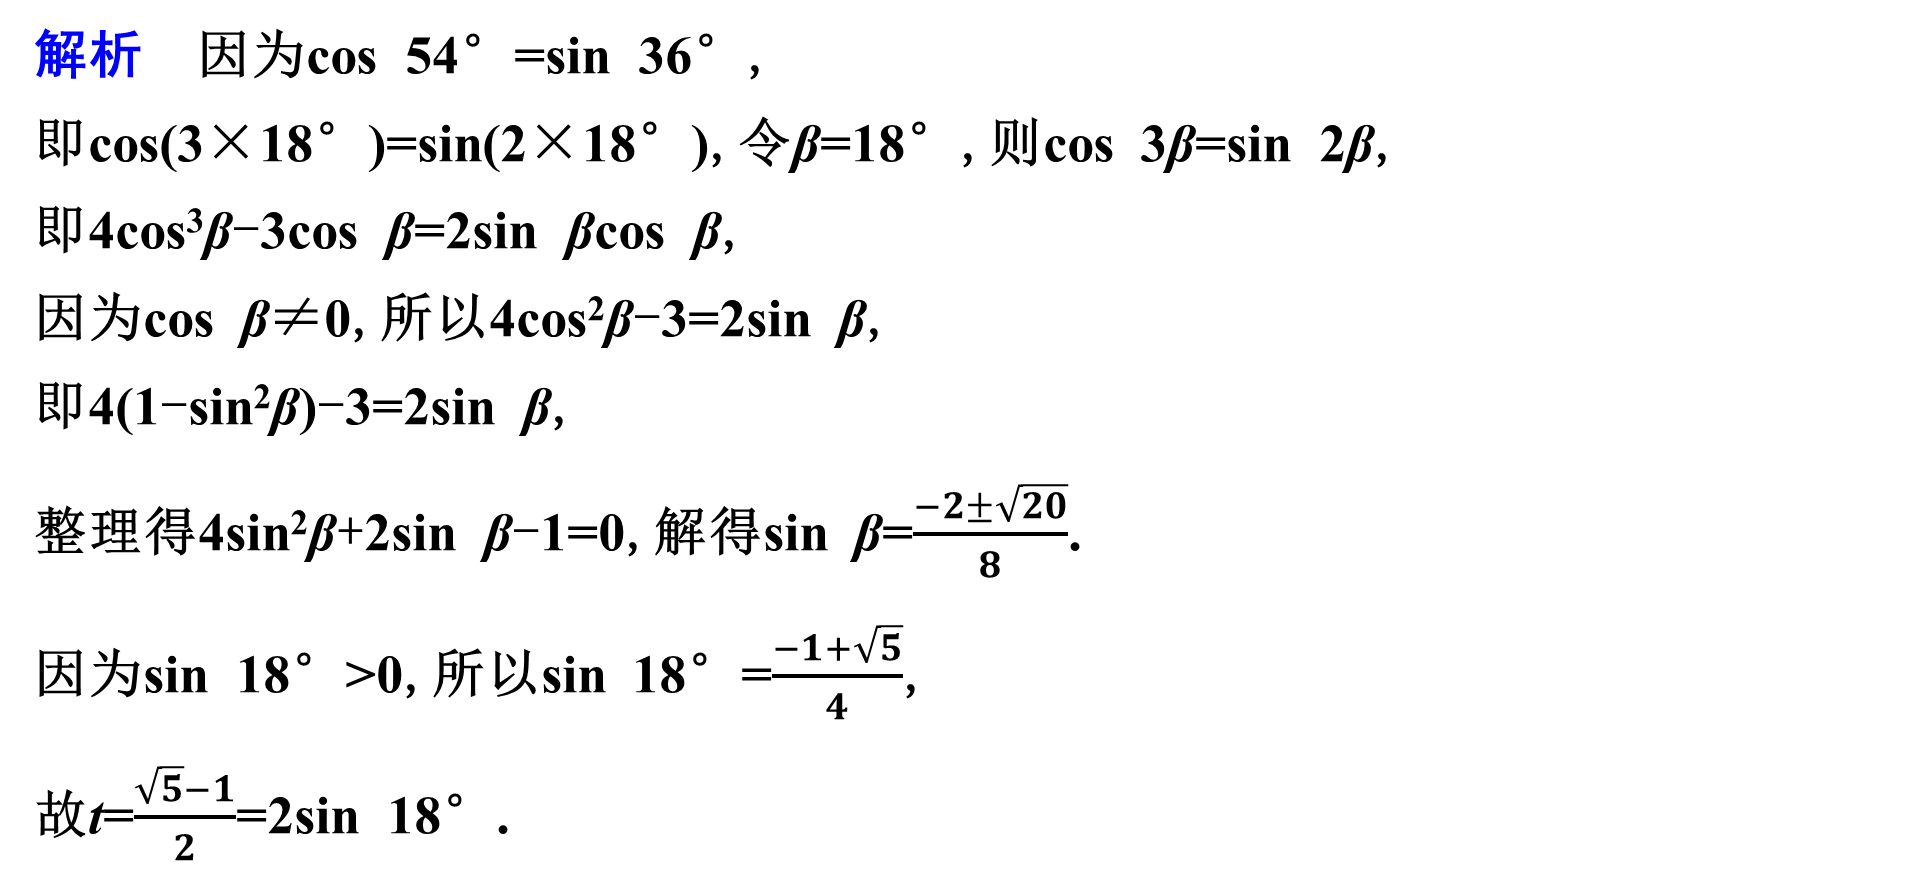 解析 因为cos 54°=sin 36°,
即cos(3×18°)=sin(2×18°),令β=18°,则cos 3β=sin 2β,
即4cos³β−3cos β=2sin βcos β,
因为cos β≠0,所以4cos²β−3=2sin β,
即4(1−sin²β)−3=2sin β,
整理得4sin²β+2sin β−1=0,解得sin β=\frac{−2±√20}{8}.
因为sin 18°>0,所以sin 18°=\frac{−1+√5}{4},
故t=\frac{√5−1}{2}=2sin 18°.